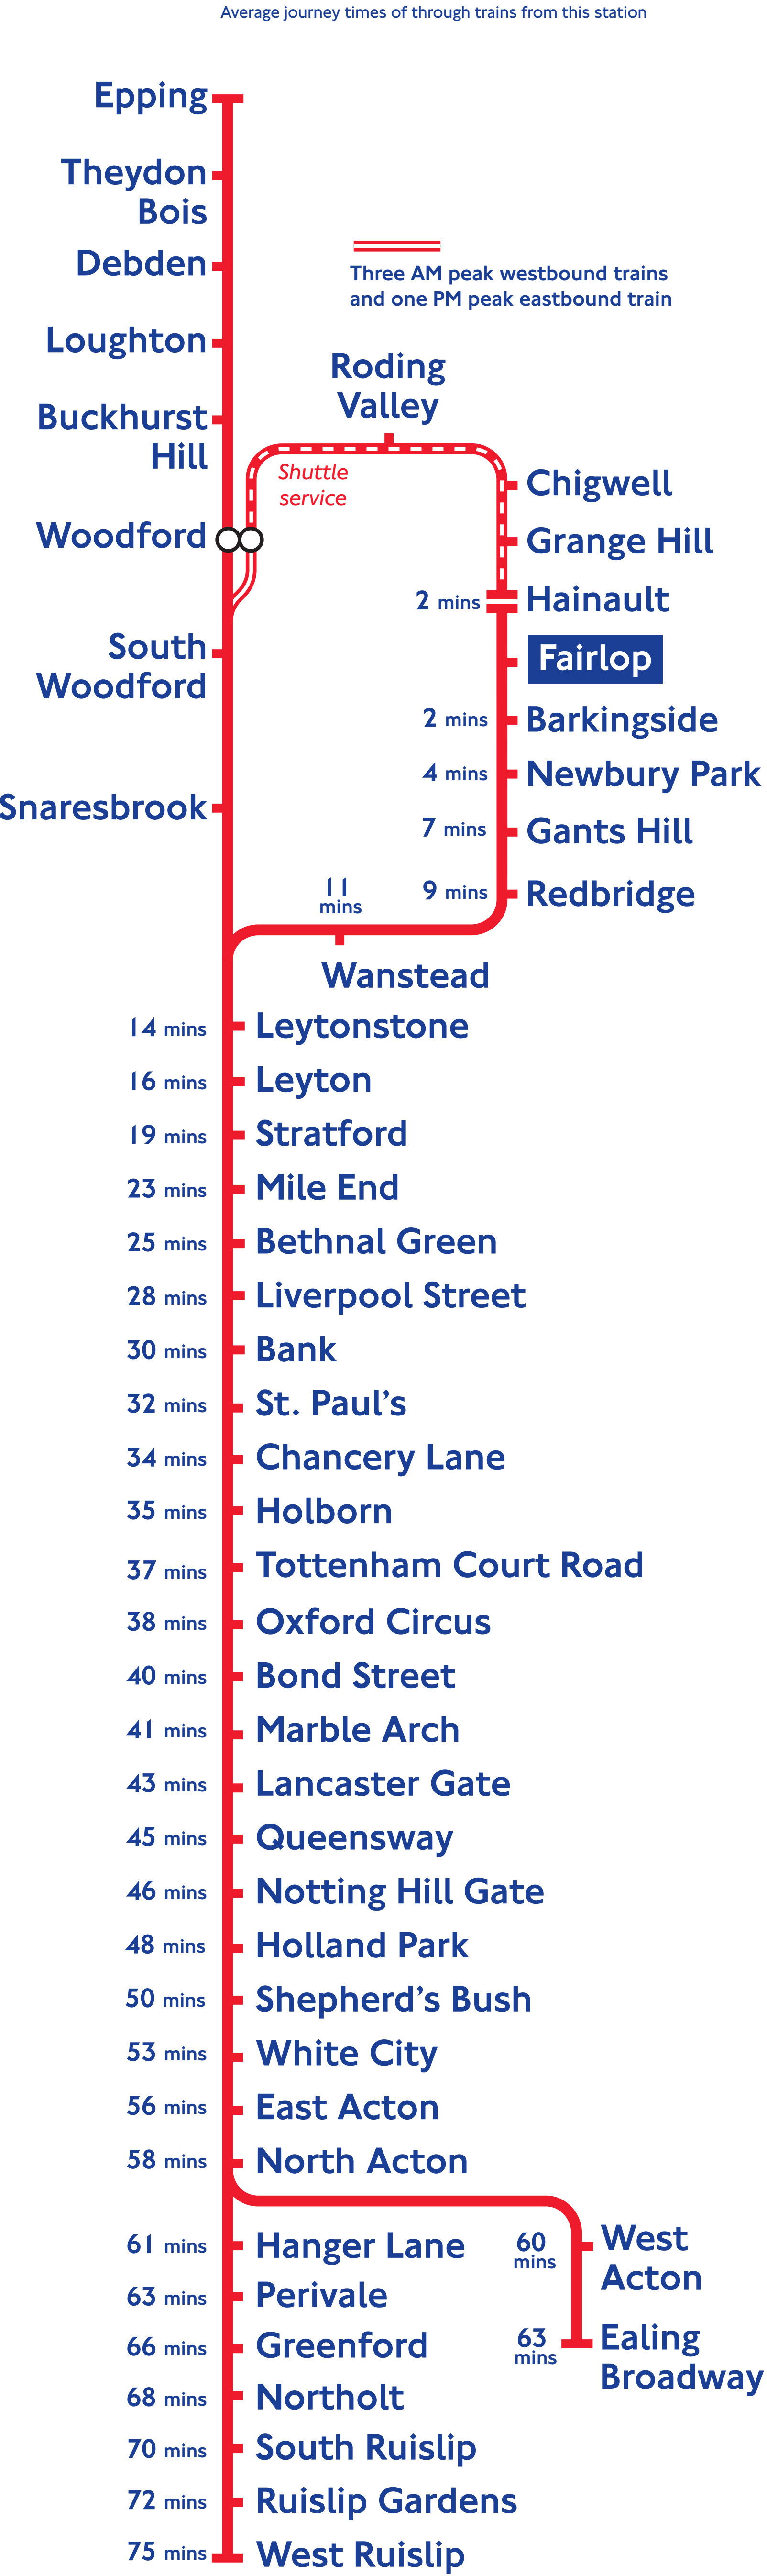 Average journey times of through trains from this station
Epping
Theydon
Bois
Debden
Loughton
Buckhurst
Hill
Woodford
South
Woodford
Snaresbrook
Three AM peak westbound trains
and one PM peak eastbound train
Roding
Valley
Shuttle
service
Chigwell
Grange Hill
2 mins Hainault
Fairlop
2 mins Barkingside
4 mins Newbury Park
7 mins Gants Hill
9 mins Redbridge
11
mins
Wanstead
14 mins Leytonstone
16 mins Leyton
19 mins Stratford
23 mins Mile End
25 mins Bethnal Green
28 mins Liverpool Street
30 mins Bank
32 mins St. Paul's
34 mins Chancery Lane
35 mins Holborn
37 mins Tottenham Court Road
38 mins Oxford Circus
40 mins Bond Street
41 mins Marble Arch
43 mins Lancaster Gate
45 mins Queensway
46 mins Notting Hill Gate
48 mins Holland Park
50 mins Shepherd's Bush
53 mins White City
56 mins East Acton
58 mins North Acton
61 mins Hanger Lane
63 mins Perivale
66 mins Greenford
68 mins Northolt
70 mins South Ruislip
72 mins Ruislip Gardens
75 mins West Ruislip
60
mins
West
Acton
63
mins
Ealing
Broadway